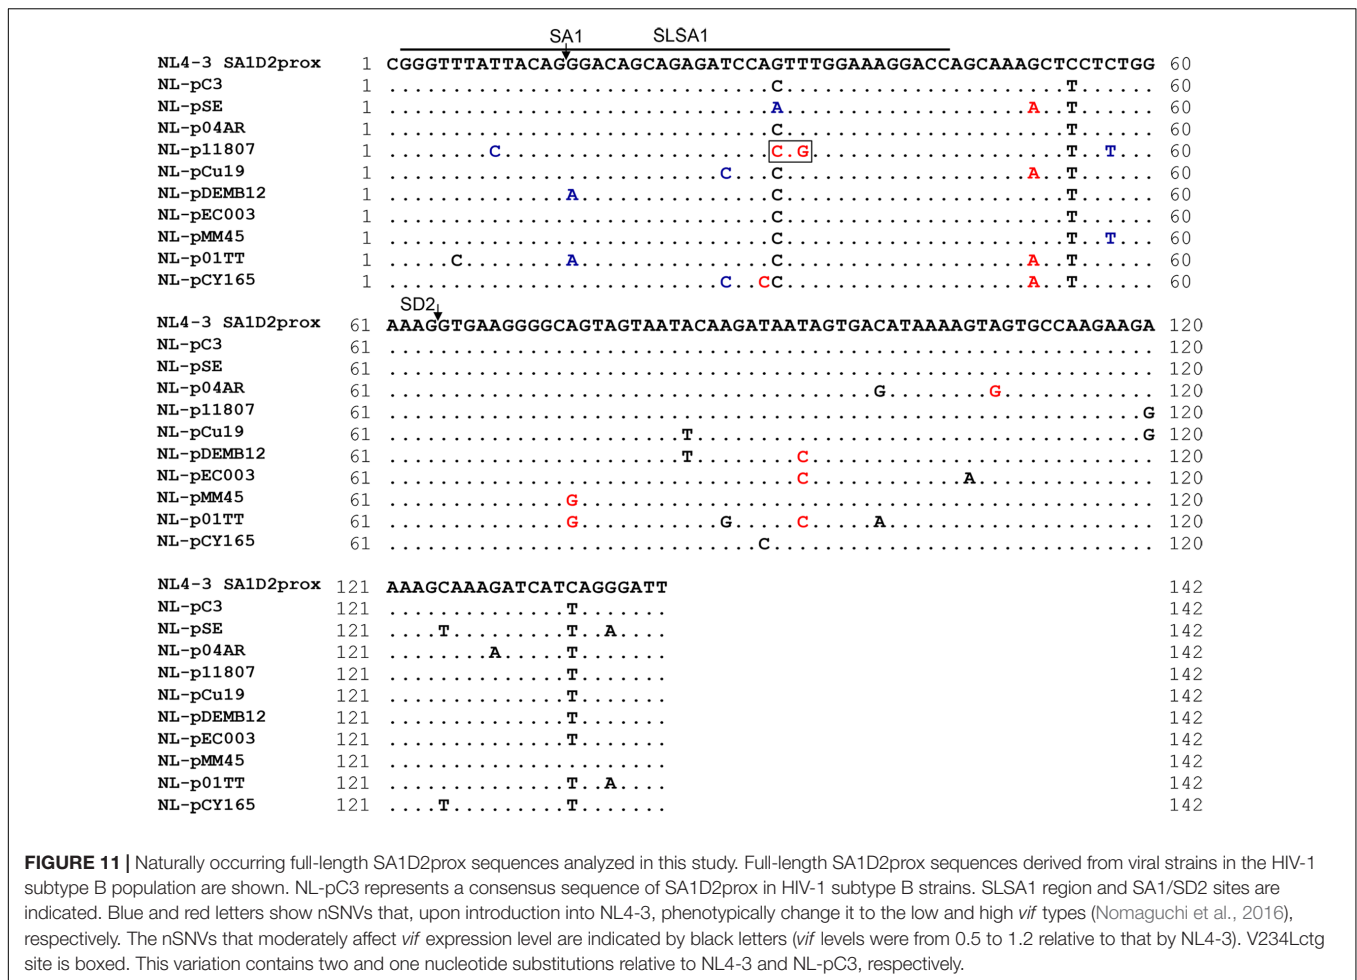 SA1 SLSA1
NL4-3 SA1D2prox 1 CGGGTTTATTACAGGGACAGCAGAGATCCAGTTTGGAAAGGACCAGCAAAGCTCCTCTGG 60
NL-pC3 1 ..............................C......................T...... 60
NL-pSE 1 ..............................A...................A..T...... 60
NL-p04AR 1 ..............................C......................T...... 60
NL-p11807 1 ........C.....................C.G....................T..T... 60
NL-pCu19 1 ..........................C...C...................A..T...... 60
NL-pDEMB12 1 ..............A...............C......................T...... 60
NL-pEC003 1 ..............................C......................T...... 60
NL-pMM45 1 ..............................C......................T..T... 60
NL-p01TT 1 .....C........A...............C...................A..T...... 60
NL-pCY165 1 ..........................C..CC...................A..T...... 60
SD2
NL4-3 SA1D2prox 61 AAAGGTGAAGGGGCAGTAGTAATACAAGATAATAGTGACATAAAAGTAGTGCCAAGAAGA 120
NL-pC3 61 ............................................................ 120
NL-pSE 61 ............................................................ 120
NL-p04AR 61 ......................................G........G............ 120
NL-p11807 61 ...........................................................G 120
NL-pCu19 61 .......................T...................................G 120
NL-pDEMB12 61 .......................T........C........................... 120
NL-pEC003 61 ................................C............A.............. 120
NL-pMM45 61 ..............G............................................. 120
NL-p01TT 61 ..............G...........G.....C.....A..................... 120
NL-pCY165 61 .............................C.............................. 120
NL4-3 SA1D2prox 121 AAAGCAAAGATCATCAGGGATT 142
NL-pC3 121 ..............T....... 142
NL-pSE 121 ....T.........T..A.... 142
NL-p04AR 121 ........A.....T....... 142
NL-p11807 121 ..............T....... 142
NL-pCu19 121 ..............T....... 142
NL-pDEMB12 121 ..............T....... 142
NL-pEC003 121 ..............T....... 142
NL-pMM45 121 ...................... 142
NL-p01TT 121 ..............T..A.... 142
NL-pCY165 121 ....T.........T....... 142
FIGURE 11 | Naturally occurring full-length SA1D2prox sequences analyzed in this study. Full-length SA1D2prox sequences derived from viral strains in the HIV-1
subtype B population are shown. NL-pC3 represents a consensus sequence of SA1D2prox in HIV-1 subtype B strains. SLSA1 region and SA1/SD2 sites are
indicated. Blue and red letters show nSNVs that, upon introduction into NL4-3, phenotypically change it to the low and high vif types (Nomaguchi et al., 2016),
respectively. The nSNVs that moderately affect vif expression level are indicated by black letters (vif levels were from 0.5 to 1.2 relative to that by NL4-3). V234Lctg
site is boxed. This variation contains two and one nucleotide substitutions relative to NL4-3 and NL-pC3, respectively.